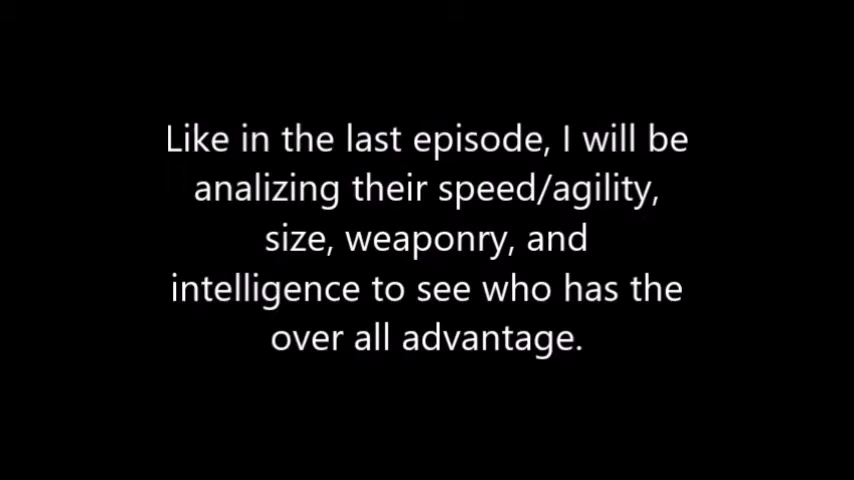 Like in the last episode, I will be
analizing their speed/agility,
size, weaponry, and
intelligence to see who has the
over all advantage.